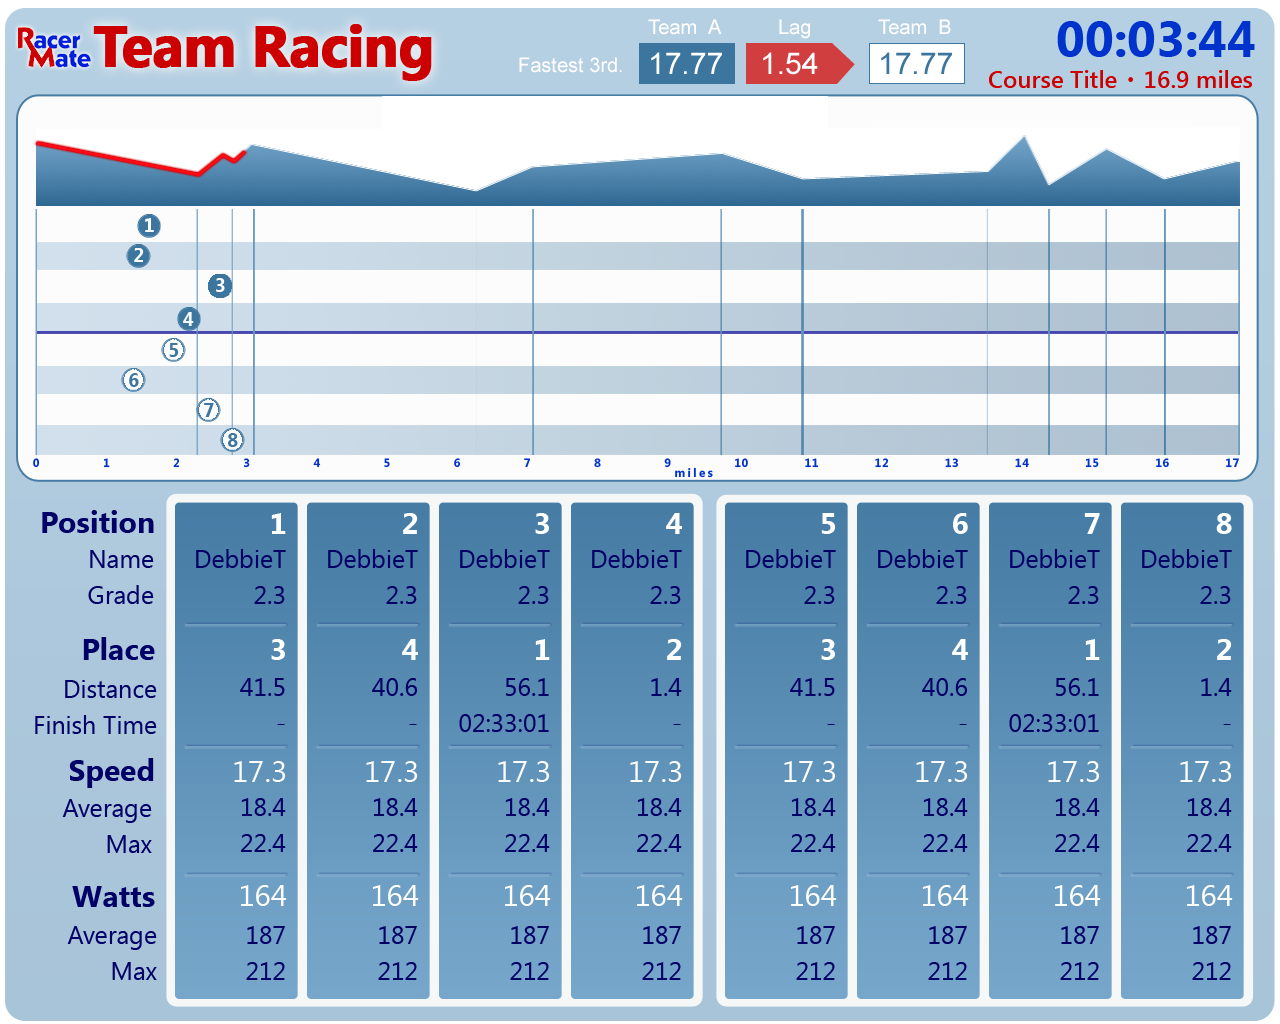 Racer Mate Team Racing
Team A Lag Team B
Fastest 3rd. 17.77 1.54 17.77
00:03:44
Course Title • 16.9 miles
1
2
3
4
5
6
7
8
0 1 2 3 4 5 6 7 8 9 10 11 12 13 14 15 16 17
miles
Position 1 2 3 4 5 6 7 8
Name DebbieT DebbieT DebbieT DebbieT DebbieT DebbieT DebbieT DebbieT
Grade 2.3 2.3 2.3 2.3 2.3 2.3 2.3 2.3
Place 3 4 1 2 3 4 1 2
Distance 41.5 40.6 56.1 1.4 41.5 40.6 56.1 1.4
Finish Time - - 02:33:01 - - - 02:33:01 -
Speed 17.3 17.3 17.3 17.3 17.3 17.3 17.3 17.3
Average 18.4 18.4 18.4 18.4 18.4 18.4 18.4 18.4
Max 22.4 22.4 22.4 22.4 22.4 22.4 22.4 22.4
Watts 164 164 164 164 164 164 164 164
Average 187 187 187 187 187 187 187 187
Max 212 212 212 212 212 212 212 212